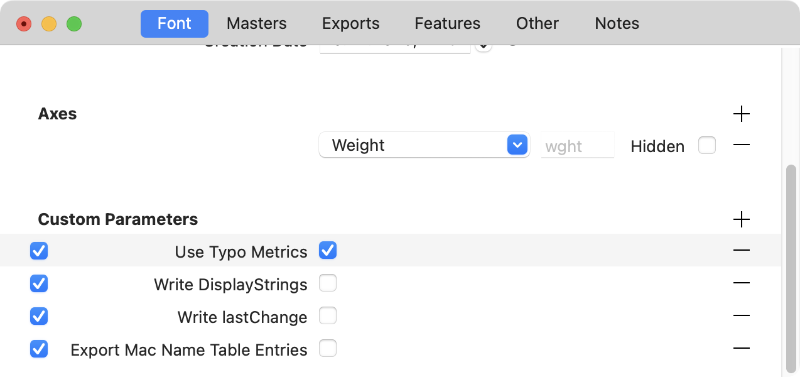 Font Masters Exports Features Other Notes
Creation Date
Axes
Weight wght Hidden
Custom Parameters
Use Typo Metrics
Write DisplayStrings
Write lastChange
Export Mac Name Table Entries